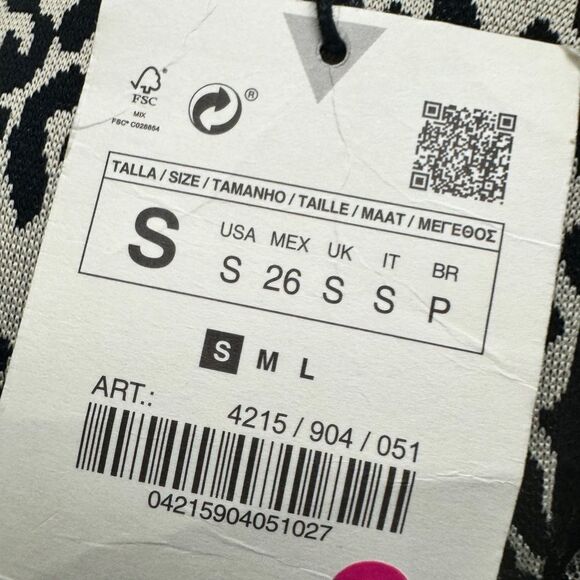 FSC
MIX
FSC® C028654
®
TALLA / SIZE / TAMANHO / TAILLE / MAAT / ΜΕΓΕΘΟΣ
S
USA MEX UK IT BR
S 26 S S P
S M L
ART.:
4215 / 904 / 051
04215904051027